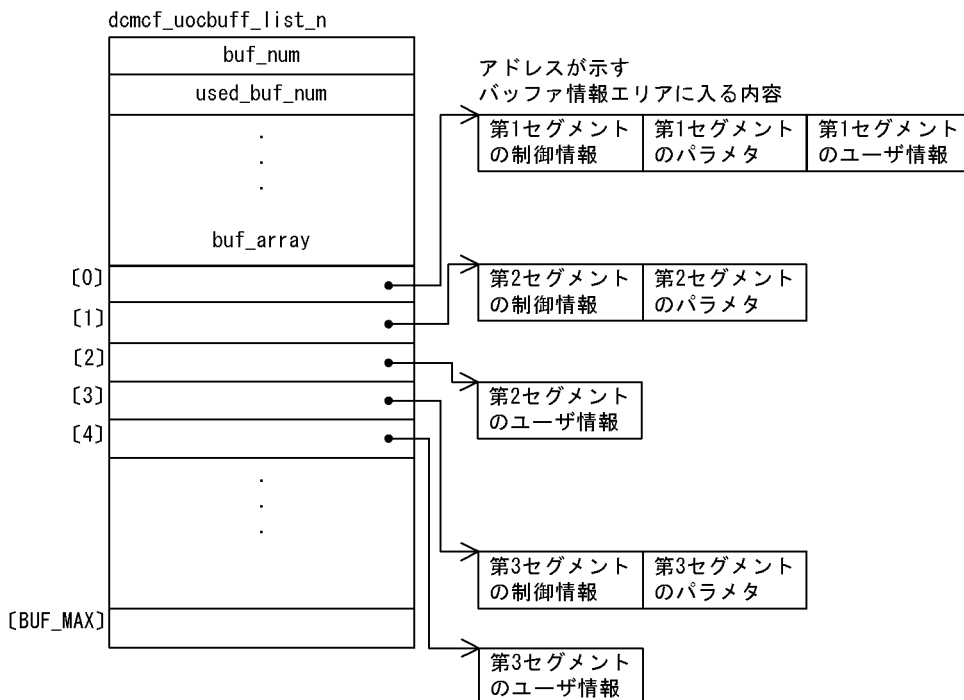 dcmcf_uocbuff_list_n
buf_num
used_buf_num
.
.
.
buf_array
[0]
[1]
[2]
[3]
[4]
.
.
.
[BUF_MAX]
アドレスが示す
バッファ情報エリアに入る内容
第1セグメント
の制御情報
第1セグメント
のパラメタ
第1セグメント
のユーザ情報
第2セグメント
の制御情報
第2セグメント
のパラメタ
第2セグメント
のユーザ情報
第3セグメント
の制御情報
第3セグメント
のパラメタ
第3セグメント
のユーザ情報